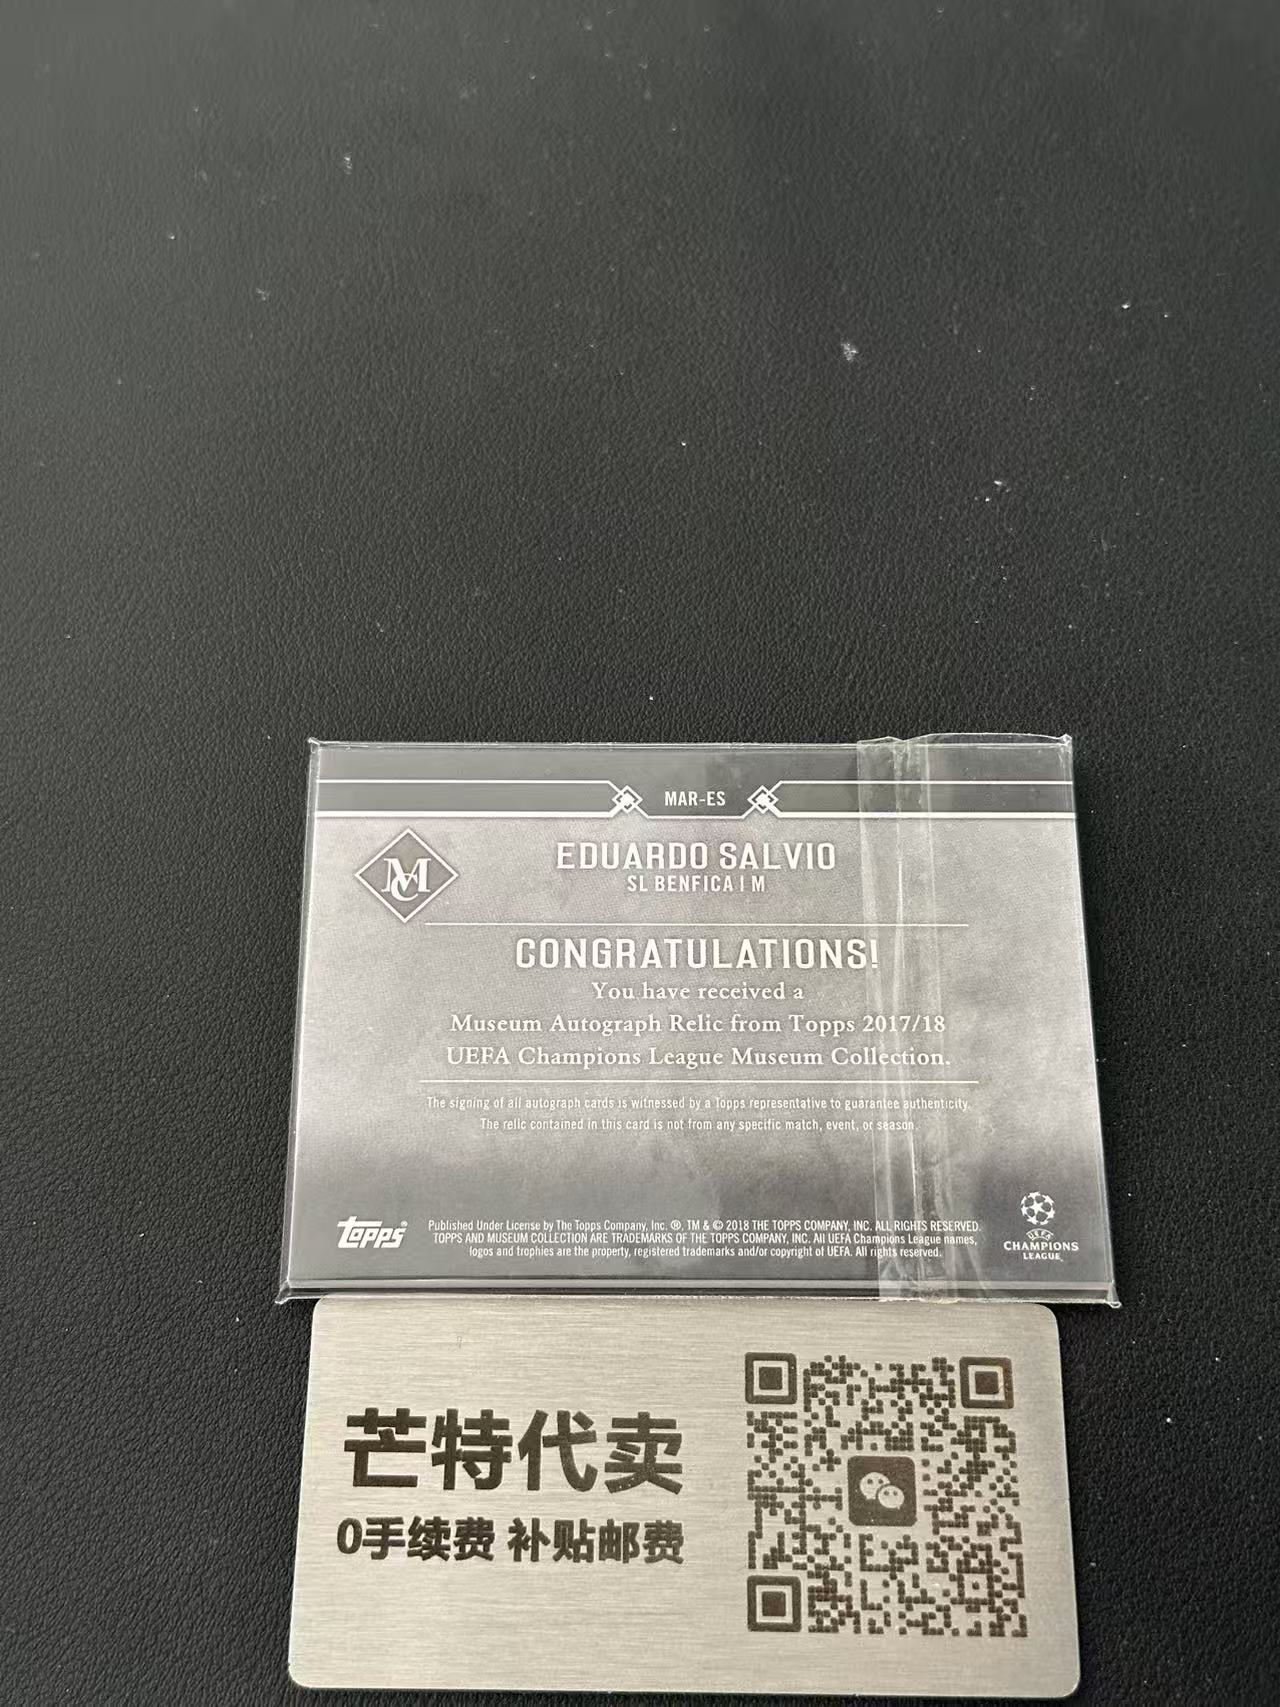 MAR-ES
MC
EDUARDO SALVIO
SL BENFICA | M
CONGRATULATIONS!
You have received a
Museum Autograph Relic from Topps 2017/18
UEFA Champions League Museum Collection.
The signing of all autograph cards is witnessed by a Topps representative to guarantee authenticity.
The relic contained in this card is not from any specific match, event, or season.
topps®
Published Under License by The Topps Company, Inc. ®, TM & © 2018 THE TOPPS COMPANY, INC. ALL RIGHTS RESERVED.
TOPPS AND MUSEUM COLLECTION ARE TRADEMARKS OF THE TOPPS COMPANY, INC. All UEFA Champions League names,
logos and trophies are the property, registered trademarks and/or copyright of UEFA. All rights reserved.
UEFA
CHAMPIONS
LEAGUE
芒特代卖
0手续费 补贴邮费